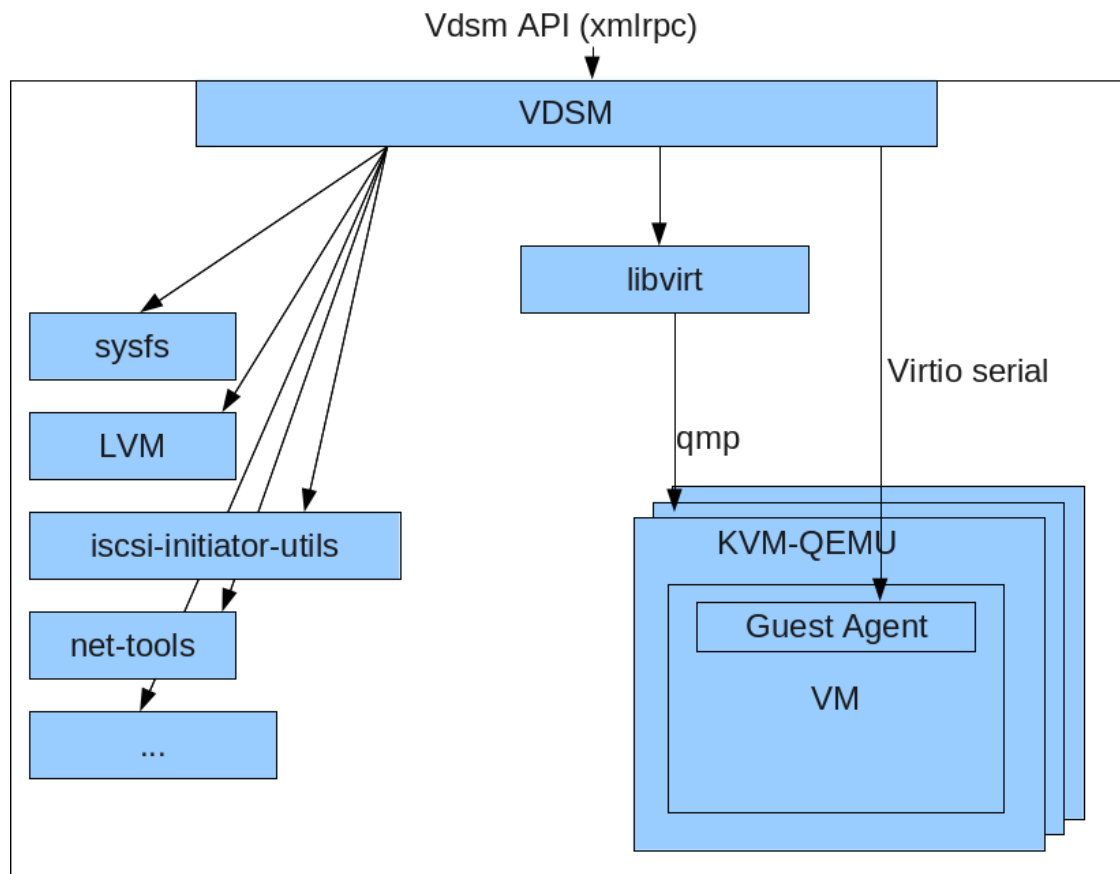 Vdsm API (xmlrpc)
VDSM
libvirt
sysfs
Virtio serial
LVM
qmp
iscsi-initiator-utils
KVM-QEMU
Guest Agent
net-tools
VM
...